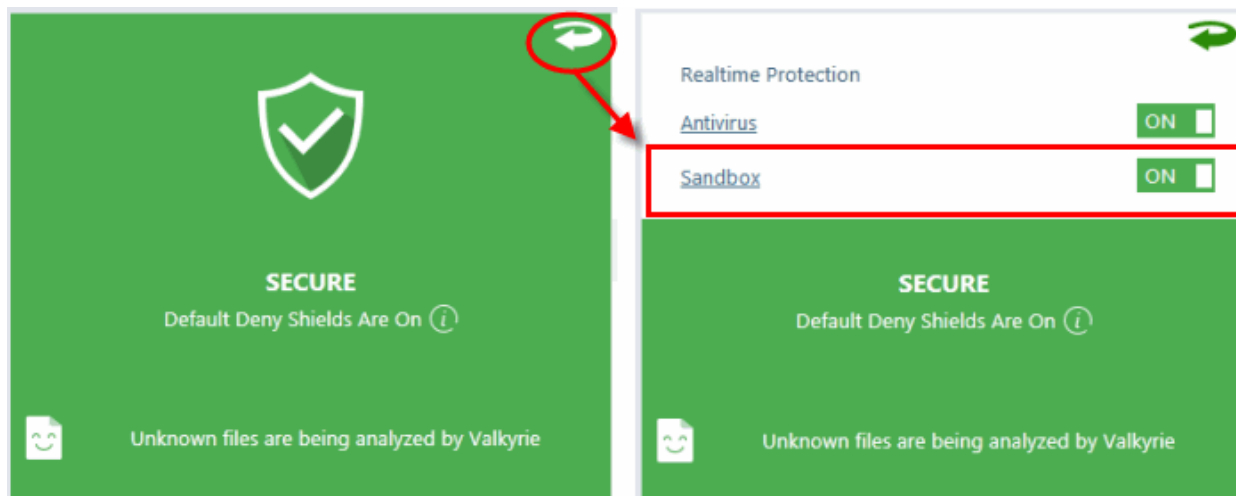 SECURE
Default Deny Shields Are On i
Unknown files are being analyzed by Valkyrie
Realtime Protection
Antivirus ON
Sandbox ON
SECURE
Default Deny Shields Are On i
Unknown files are being analyzed by Valkyrie